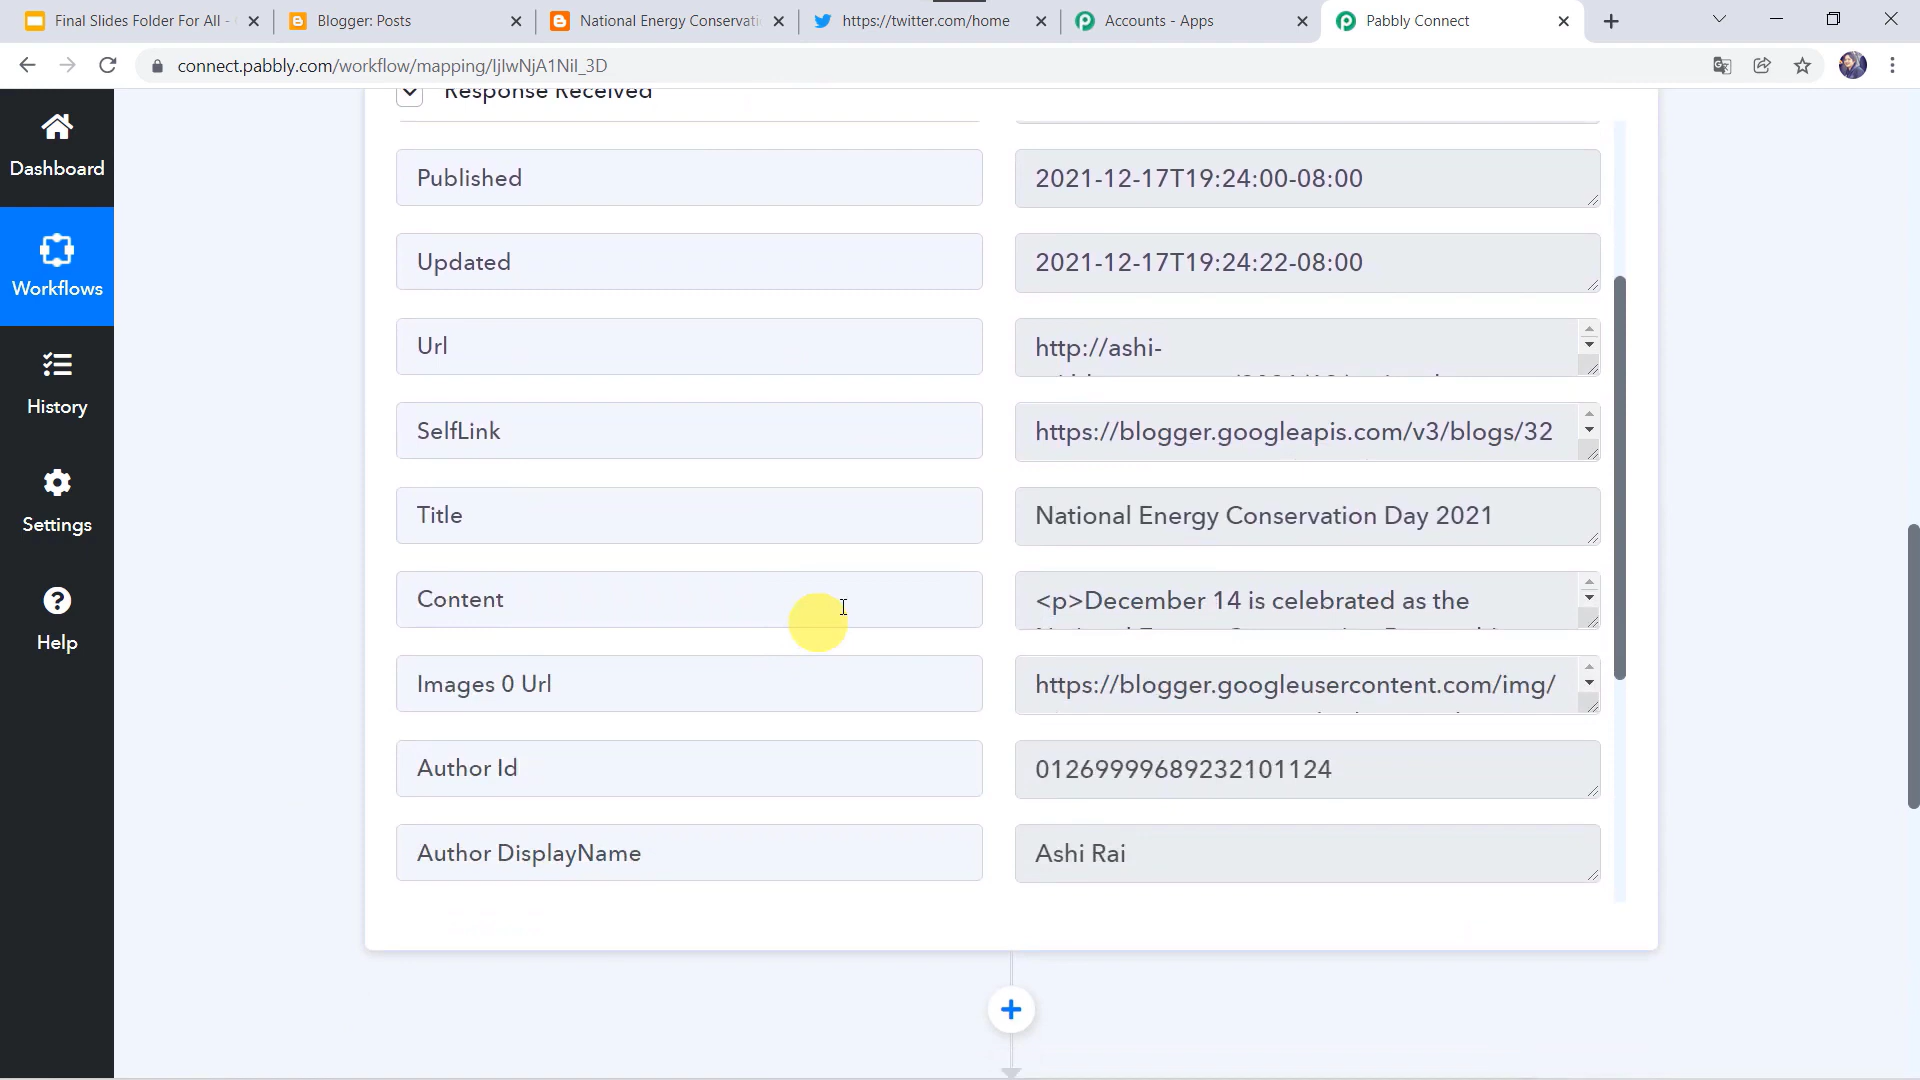 Final Slides Folder For All -
Blogger: Posts
National Energy Conservati
https://twitter.com/home
Accounts - Apps
Pabbly Connect
connect.pabbly.com/workflow/mapping/IjIwNjA1NiI_3D
Response Received
Dashboard
Workflows
History
Settings
Help
Published
2021-12-17T19:24:00-08:00
Updated
2021-12-17T19:24:22-08:00
Url
http://ashi-
SelfLink
https://blogger.googleapis.com/v3/blogs/32
Title
National Energy Conservation Day 2021
Content
<p>December 14 is celebrated as the
Images 0 Url
https://blogger.googleusercontent.com/img/
Author Id
01269999689232101124
Author DisplayName
Ashi Rai